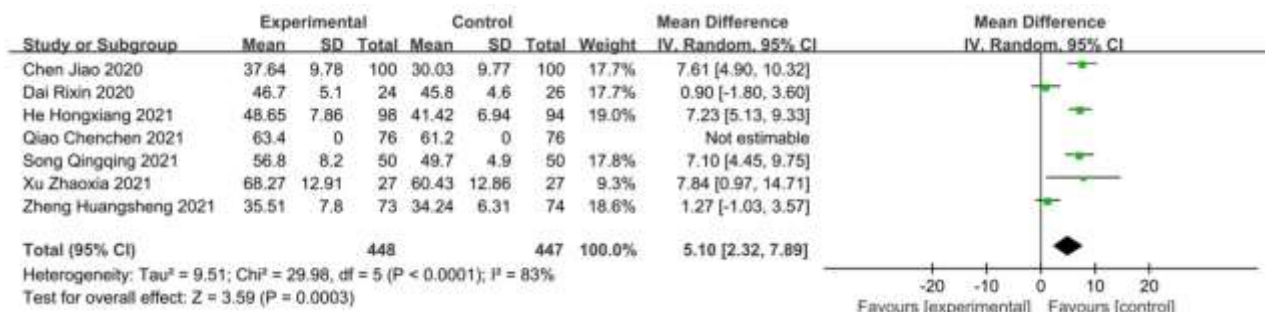 Experimental Control Mean Difference Mean Difference
Study or Subgroup Mean SD Total Mean SD Total Weight IV, Random, 95% CI IV, Random, 95% CI
Chen Jiao 2020 37.64 9.78 100 30.03 9.77 100 17.7% 7.61 [4.90, 10.32]
Dai Rixin 2020 46.7 5.1 24 45.8 4.6 26 17.7% 0.90 [-1.80, 3.60]
He Hongxiang 2021 48.65 7.86 98 41.42 6.94 94 19.0% 7.23 [5.13, 9.33]
Qiao Chenchen 2021 63.4 0 76 61.2 0 76 Not estimable
Song Qingqing 2021 56.8 8.2 50 49.7 4.9 50 17.8% 7.10 [4.45, 9.75]
Xu Zhaoxia 2021 68.27 12.91 27 60.43 12.86 27 9.3% 7.84 [0.97, 14.71]
Zheng Huangsheng 2021 35.51 7.8 73 34.24 6.31 74 18.6% 1.27 [-1.03, 3.57]
Total (95% CI) 448 447 100.0% 5.10 [2.32, 7.89]
Heterogeneity: Tau² = 9.51; Chi² = 29.98, df = 5 (P < 0.0001); I² = 83%
Test for overall effect: Z = 3.59 (P = 0.0003)
-20 -10 0 10 20
Favours [experimental] Favours [control]